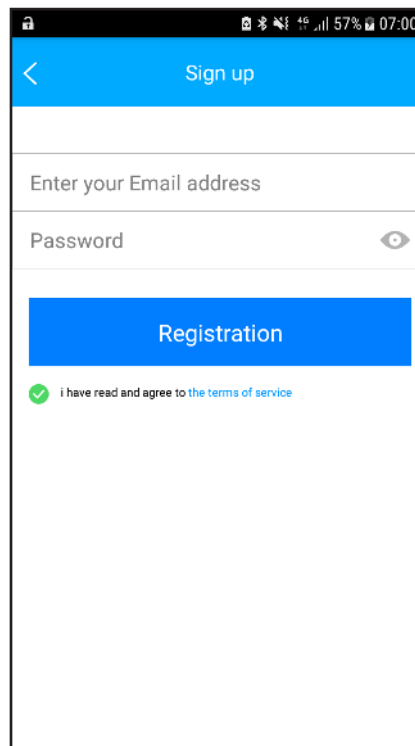 4G 57% 07:00
Sign up
Enter your Email address
Password
Registration
i have read and agree to the terms of service